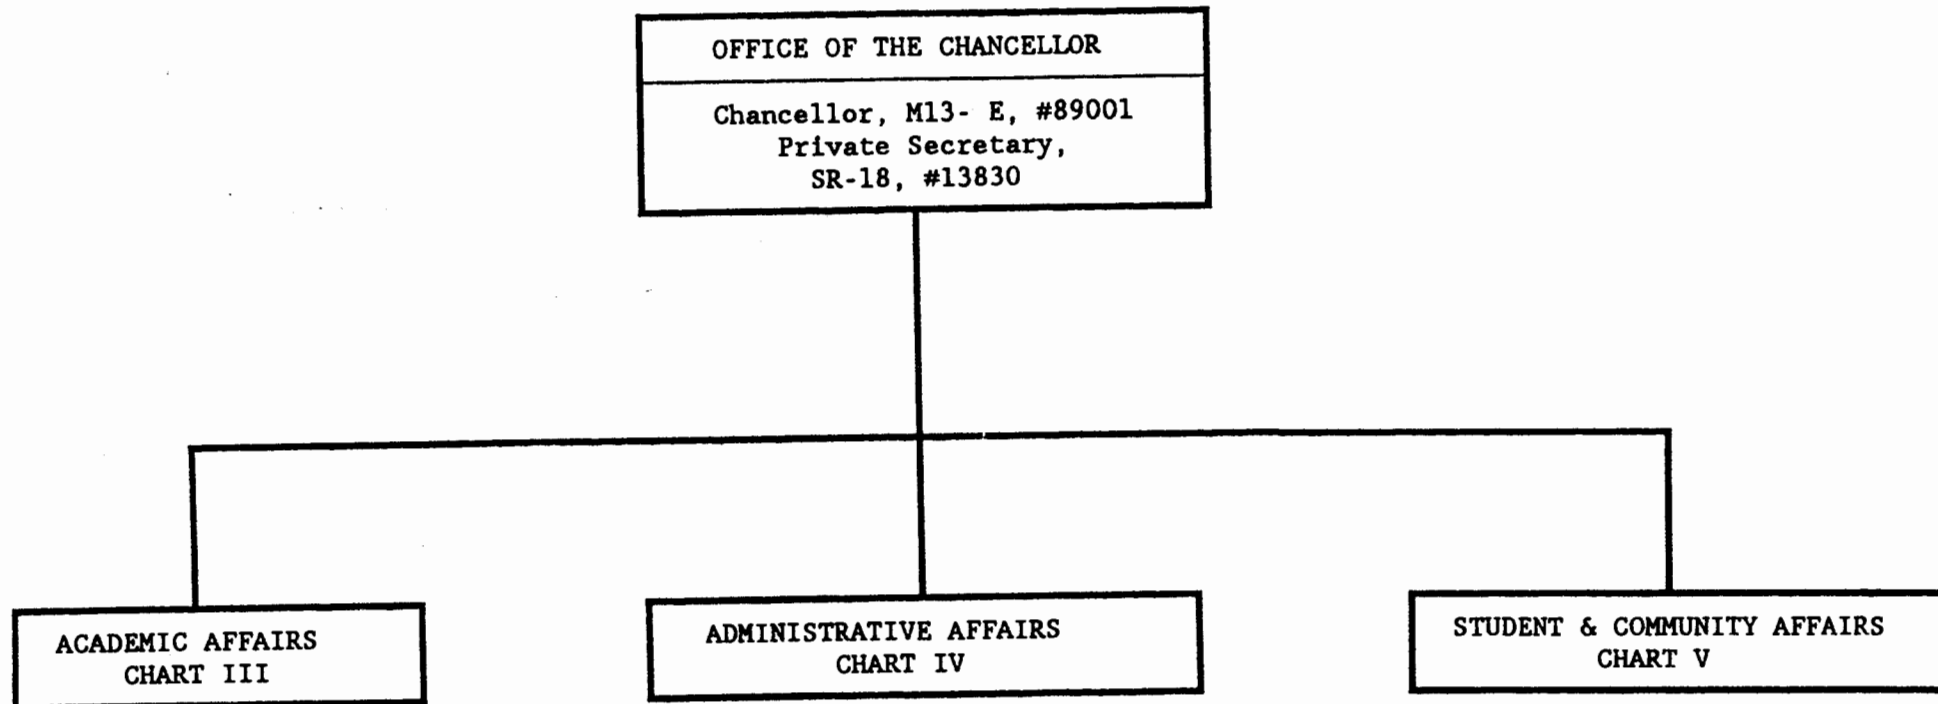 OFFICE OF THE CHANCELLOR
Chancellor, M13- E, #89001
Private Secretary,
SR-18, #13830
ACADEMIC AFFAIRS
CHART III
ADMINISTRATIVE AFFAIRS
CHART IV
STUDENT & COMMUNITY AFFAIRS
CHART V